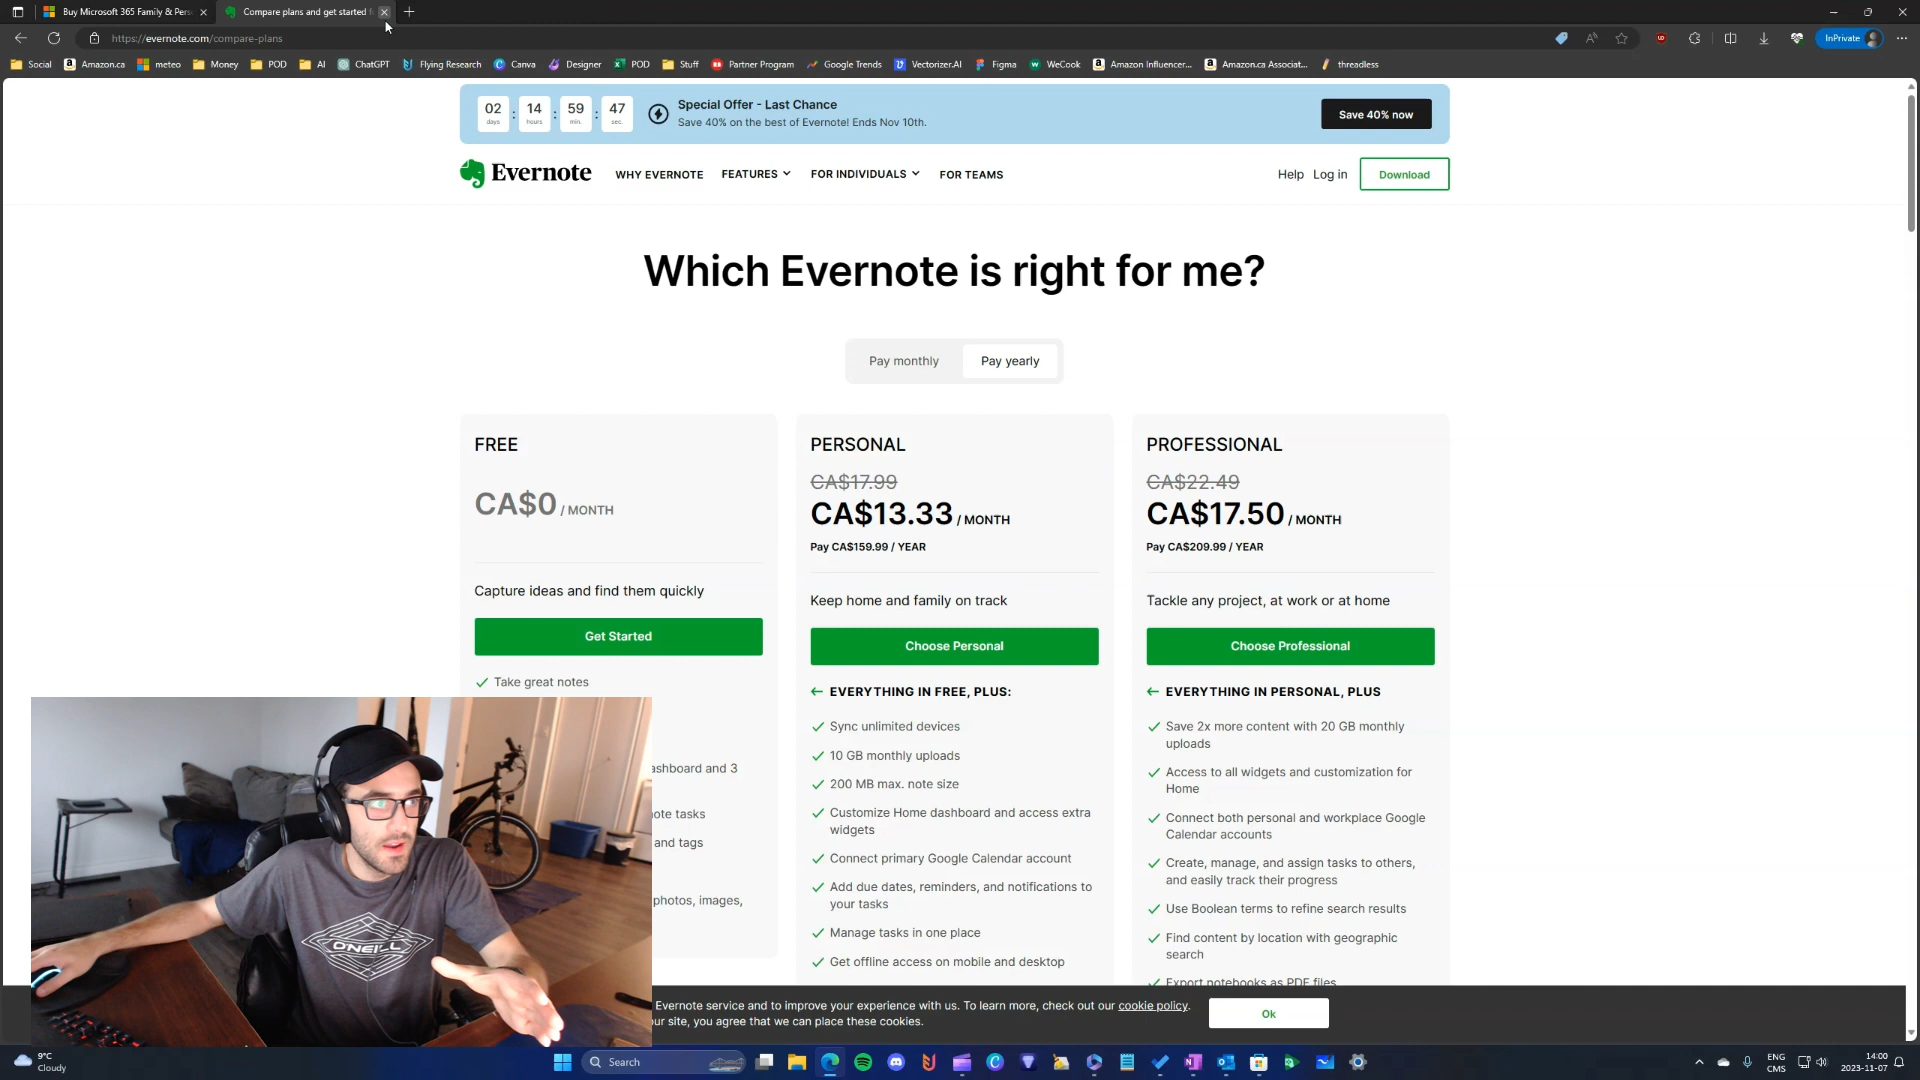 Buy Microsoft 365 Family & Pers
Compare plans and get started f
https://evernote.com/compare-plans
InPrivate
Social
Amazon.ca
meteo
Money
POD
AI
ChatGPT
Flying Research
Canva
Designer
POD
Stuff
Partner Program
Google Trends
Vectorizer.AI
Figma
WeCook
Amazon Influencer...
Amazon.ca Associat...
threadless
02 : 14 : 59 : 47
days hours min. sec.
Special Offer - Last Chance
Save 40% on the best of Evernote! Ends Nov 10th.
Save 40% now
Evernote
WHY EVERNOTE
FEATURES
FOR INDIVIDUALS
FOR TEAMS
Help
Log in
Download
Which Evernote is right for me?
Pay monthly
Pay yearly
FREE
CA$0 / MONTH
Capture ideas and find them quickly
Get Started
Take great notes
ashboard and 3
ote tasks
and tags
photos, images,
PERSONAL
CA$17.99
CA$13.33 / MONTH
Pay CA$159.99 / YEAR
Keep home and family on track
Choose Personal
EVERYTHING IN FREE, PLUS:
Sync unlimited devices
10 GB monthly uploads
200 MB max. note size
Customize Home dashboard and access extra
widgets
Connect primary Google Calendar account
Add due dates, reminders, and notifications to
your tasks
Manage tasks in one place
Get offline access on mobile and desktop
PROFESSIONAL
CA$22.49
CA$17.50 / MONTH
Pay CA$209.99 / YEAR
Tackle any project, at work or at home
Choose Professional
EVERYTHING IN PERSONAL, PLUS
Save 2x more content with 20 GB monthly
uploads
Access to all widgets and customization for
Home
Connect both personal and workplace Google
Calendar accounts
Create, manage, and assign tasks to others,
and easily track their progress
Use Boolean terms to refine search results
Find content by location with geographic
search
Export notebooks as PDF files
Evernote service and to improve your experience with us. To learn more, check out our cookie policy.
ur site, you agree that we can place these cookies.
Ok
O'NEILL
9°C
Cloudy
Search
ENG
CMS
14:00
2023-11-07